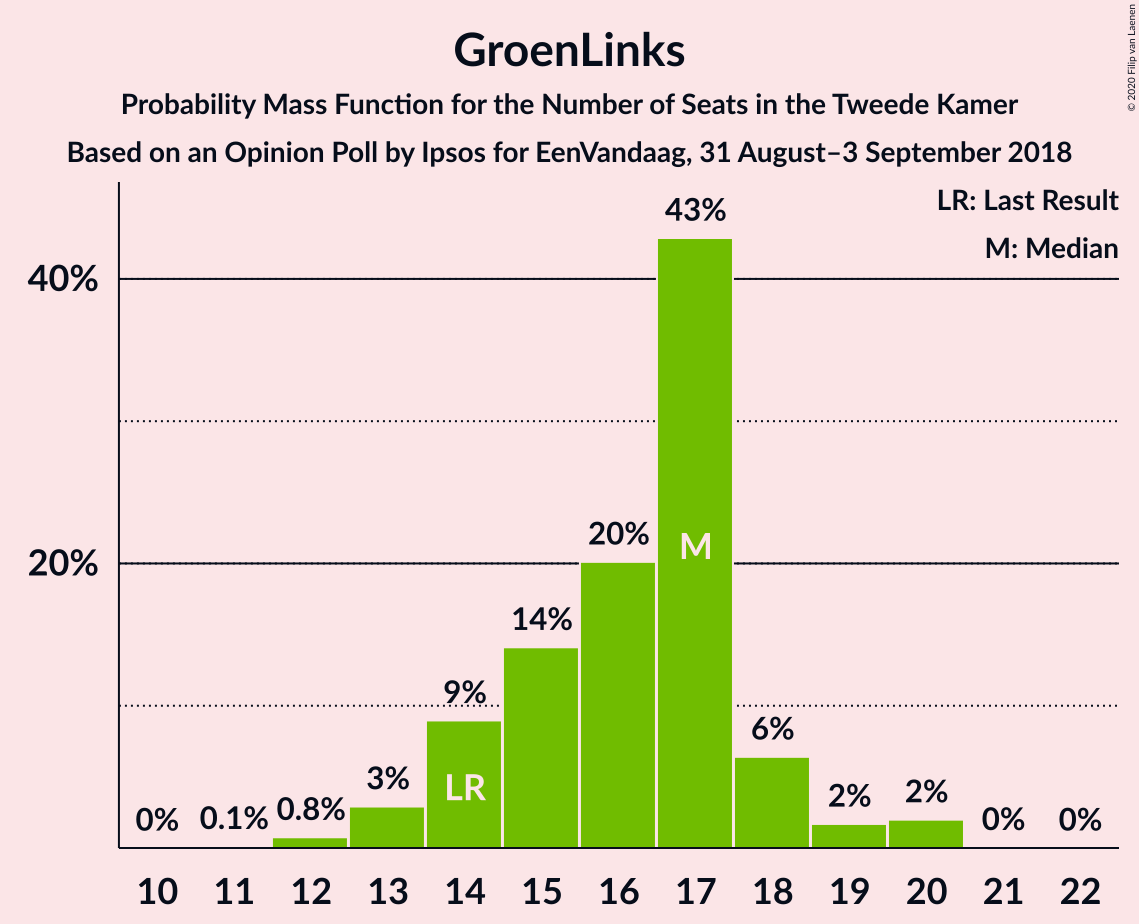 GroenLinks
Probability Mass Function for the Number of Seats in the Tweede Kamer
Based on an Opinion Poll by Ipsos for EenVandaag, 31 August–3 September 2018
© 2020 Filip van Laenen
LR: Last Result
M: Median
40%
20%
0%
0.1%
0.8%
3%
9%
14%
20%
43%
6%
2%
2%
0%
0%
LR
M
10 11 12 13 14 15 16 17 18 19 20 21 22